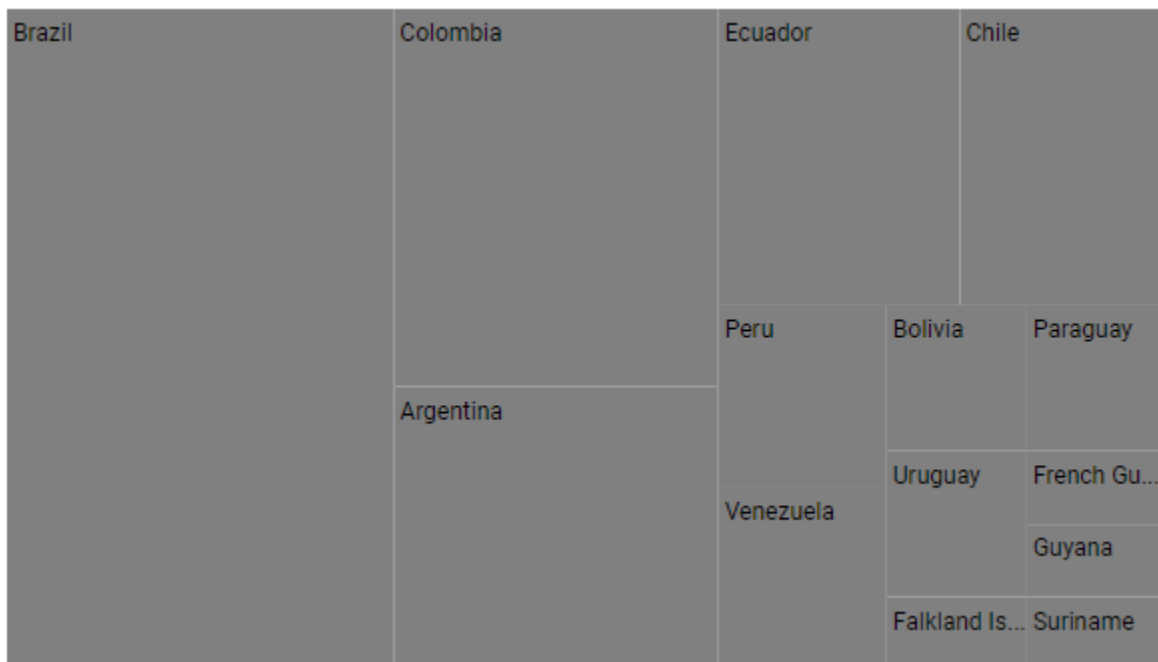 Brazil
Colombia
Ecuador
Chile
Peru
Bolivia
Paraguay
Argentina
Uruguay
French Gu...
Venezuela
Guyana
Falkland Is...
Suriname